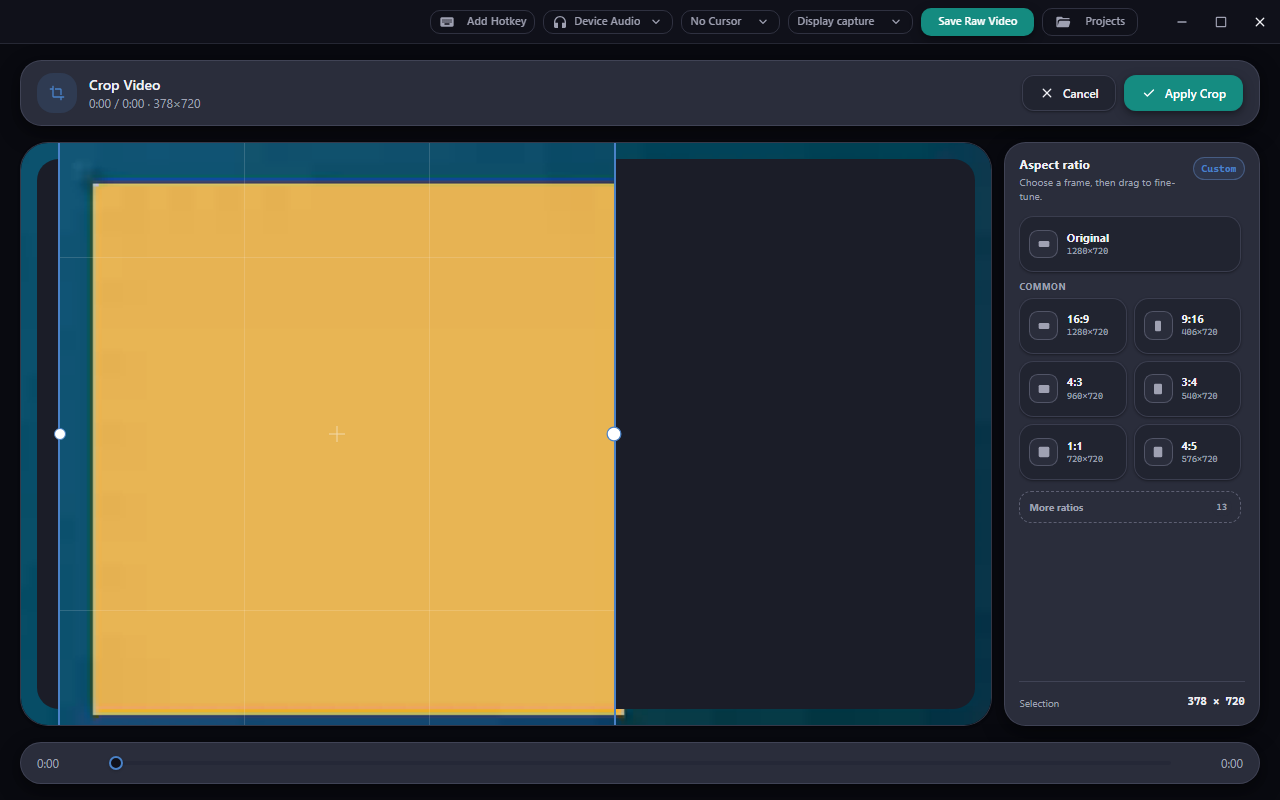 Add Hotkey
Device Audio
No Cursor
Display capture
Save Raw Video
Projects
Crop Video
0:00 / 0:00 · 378×720
Cancel
Apply Crop
Aspect ratio
Custom
Choose a frame, then drag to fine-
tune.
Original
1280×720
COMMON
16:9
1280×720
9:16
406×720
4:3
960×720
3:4
540×720
1:1
720×720
4:5
576×720
More ratios
13
Selection
378 × 720
0:00
0:00